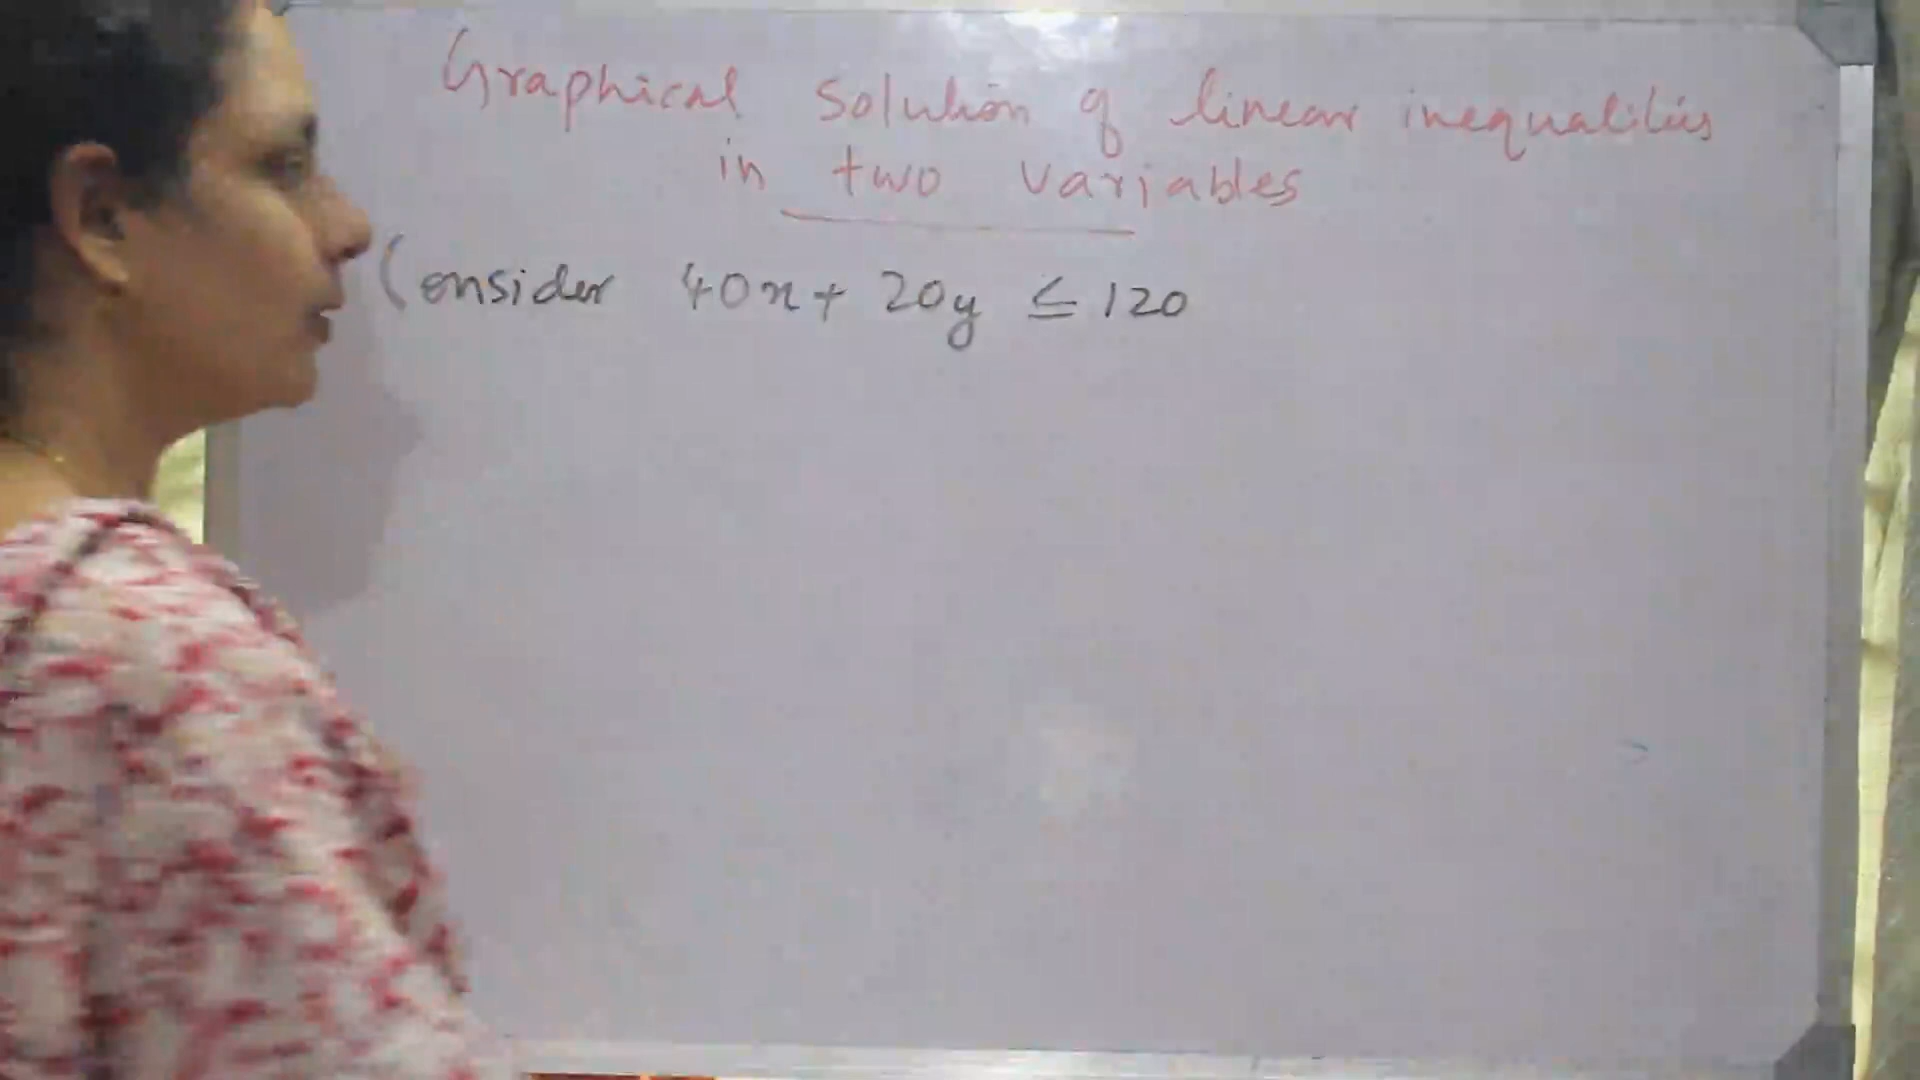 Graphical solution of linear inequalities
in two variables
Consider 40x + 20y ≤ 120